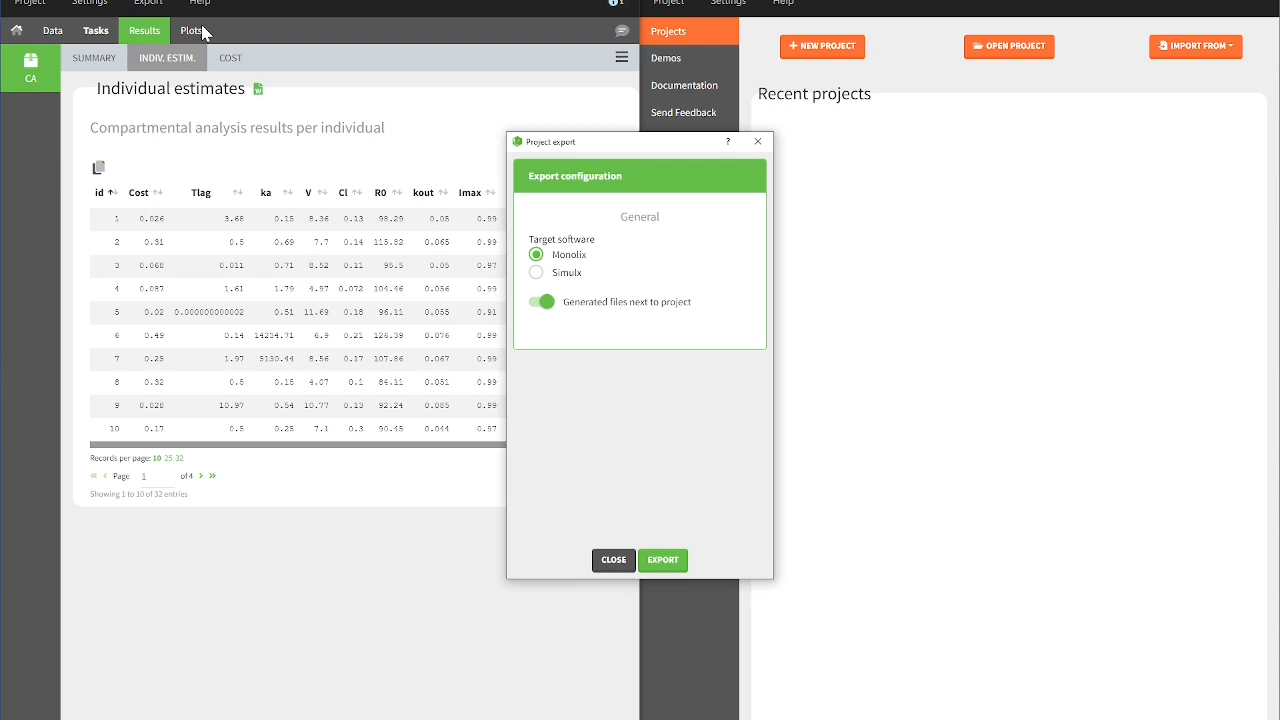 Project Settings Export Help 1
Data Tasks Results Plots
CA
SUMMARY INDIV. ESTIM. COST
Individual estimates
Compartmental analysis results per individual
id Cost Tlag ka V Cl R0 kout Imax
1 0.026 3.68 0.15 8.36 0.13 98.29 0.05 0.99
2 0.31 0.5 0.69 7.7 0.14 115.82 0.065 0.99
3 0.068 0.011 0.71 8.52 0.11 95.5 0.05 0.97
4 0.087 1.61 1.79 4.87 0.072 104.46 0.056 0.99
5 0.02 0.51 11.69 0.18 96.11 0.055 0.91
6 0.49 0.14 14234.71 6.9 0.21 126.39 0.076 0.99
7 0.25 1.97 5130.44 8.56 0.17 107.86 0.067 0.99
8 0.32 0.5 0.15 4.07 0.1 84.11 0.051 0.99
9 0.028 10.97 0.54 10.77 0.13 92.24 0.085 0.99
10 0.17 0.5 0.25 7.1 0.3 90.45 0.044 0.97
Records per page: 10 25 32
« ‹ Page 1 of 4 › »
Showing 1 to 10 of 32 entries
Project export ?
Export configuration
General
Target software
Monolix
Simulx
Generated files next to project
CLOSE EXPORT
Project Settings Help
Projects
Demos
Documentation
Send Feedback
NEW PROJECT OPEN PROJECT IMPORT FROM
Recent projects